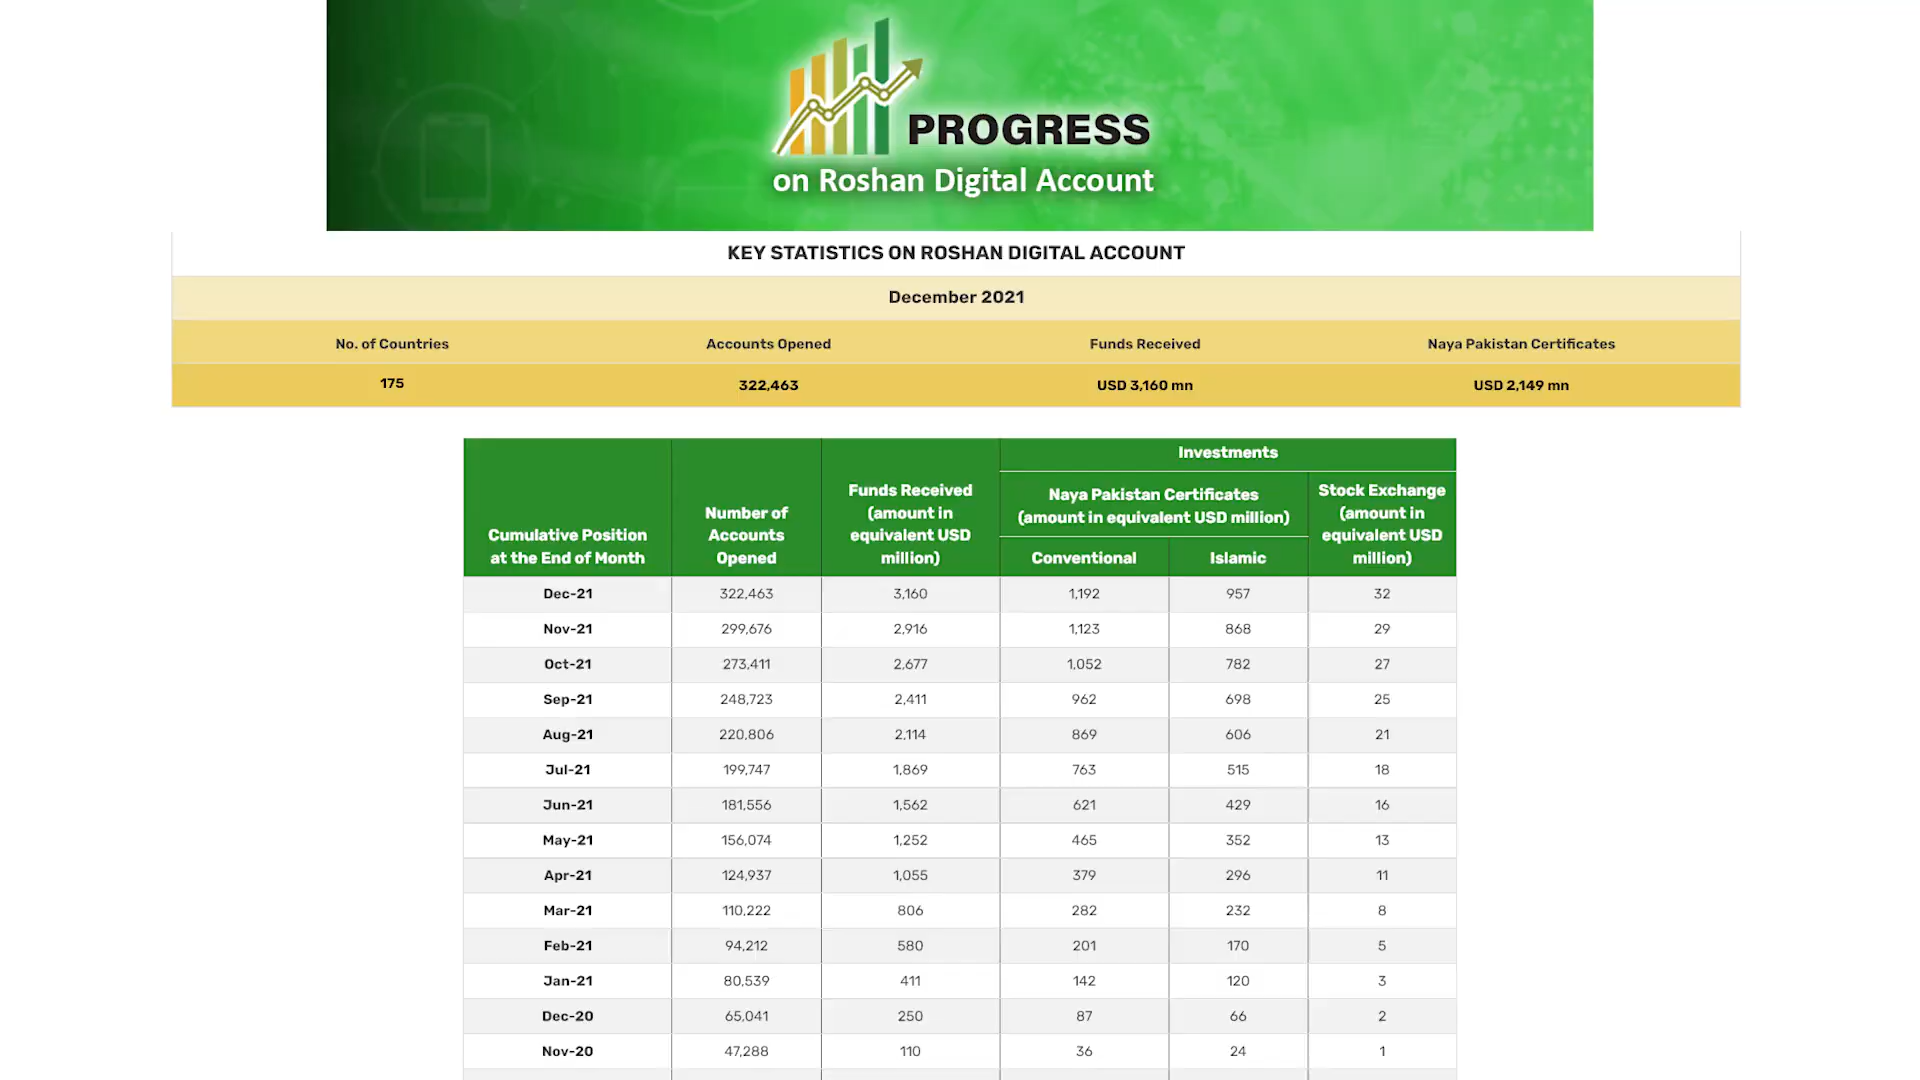 PROGRESS
on Roshan Digital Account
KEY STATISTICS ON ROSHAN DIGITAL ACCOUNT
December 2021
No. of Countries Accounts Opened Funds Received Naya Pakistan Certificates
175 322,463 USD 3,160 mn USD 2,149 mn
Cumulative Position
at the End of Month
Number of
Accounts
Opened
Funds Received
(amount in
equivalent USD
million)
Investments
Naya Pakistan Certificates
(amount in equivalent USD million)
Conventional Islamic
Stock Exchange
(amount in
equivalent USD
million)
Dec-21 322,463 3,160 1,192 957 32
Nov-21 299,676 2,916 1,123 868 29
Oct-21 273,411 2,677 1,052 782 27
Sep-21 248,723 2,411 962 698 25
Aug-21 220,806 2,114 869 606 21
Jul-21 199,747 1,869 763 515 18
Jun-21 181,556 1,562 621 429 16
May-21 156,074 1,252 465 352 13
Apr-21 124,937 1,055 379 296 11
Mar-21 110,222 806 282 232 8
Feb-21 94,212 580 201 170 5
Jan-21 80,539 411 142 120 3
Dec-20 65,041 250 87 66 2
Nov-20 47,288 110 36 24 1